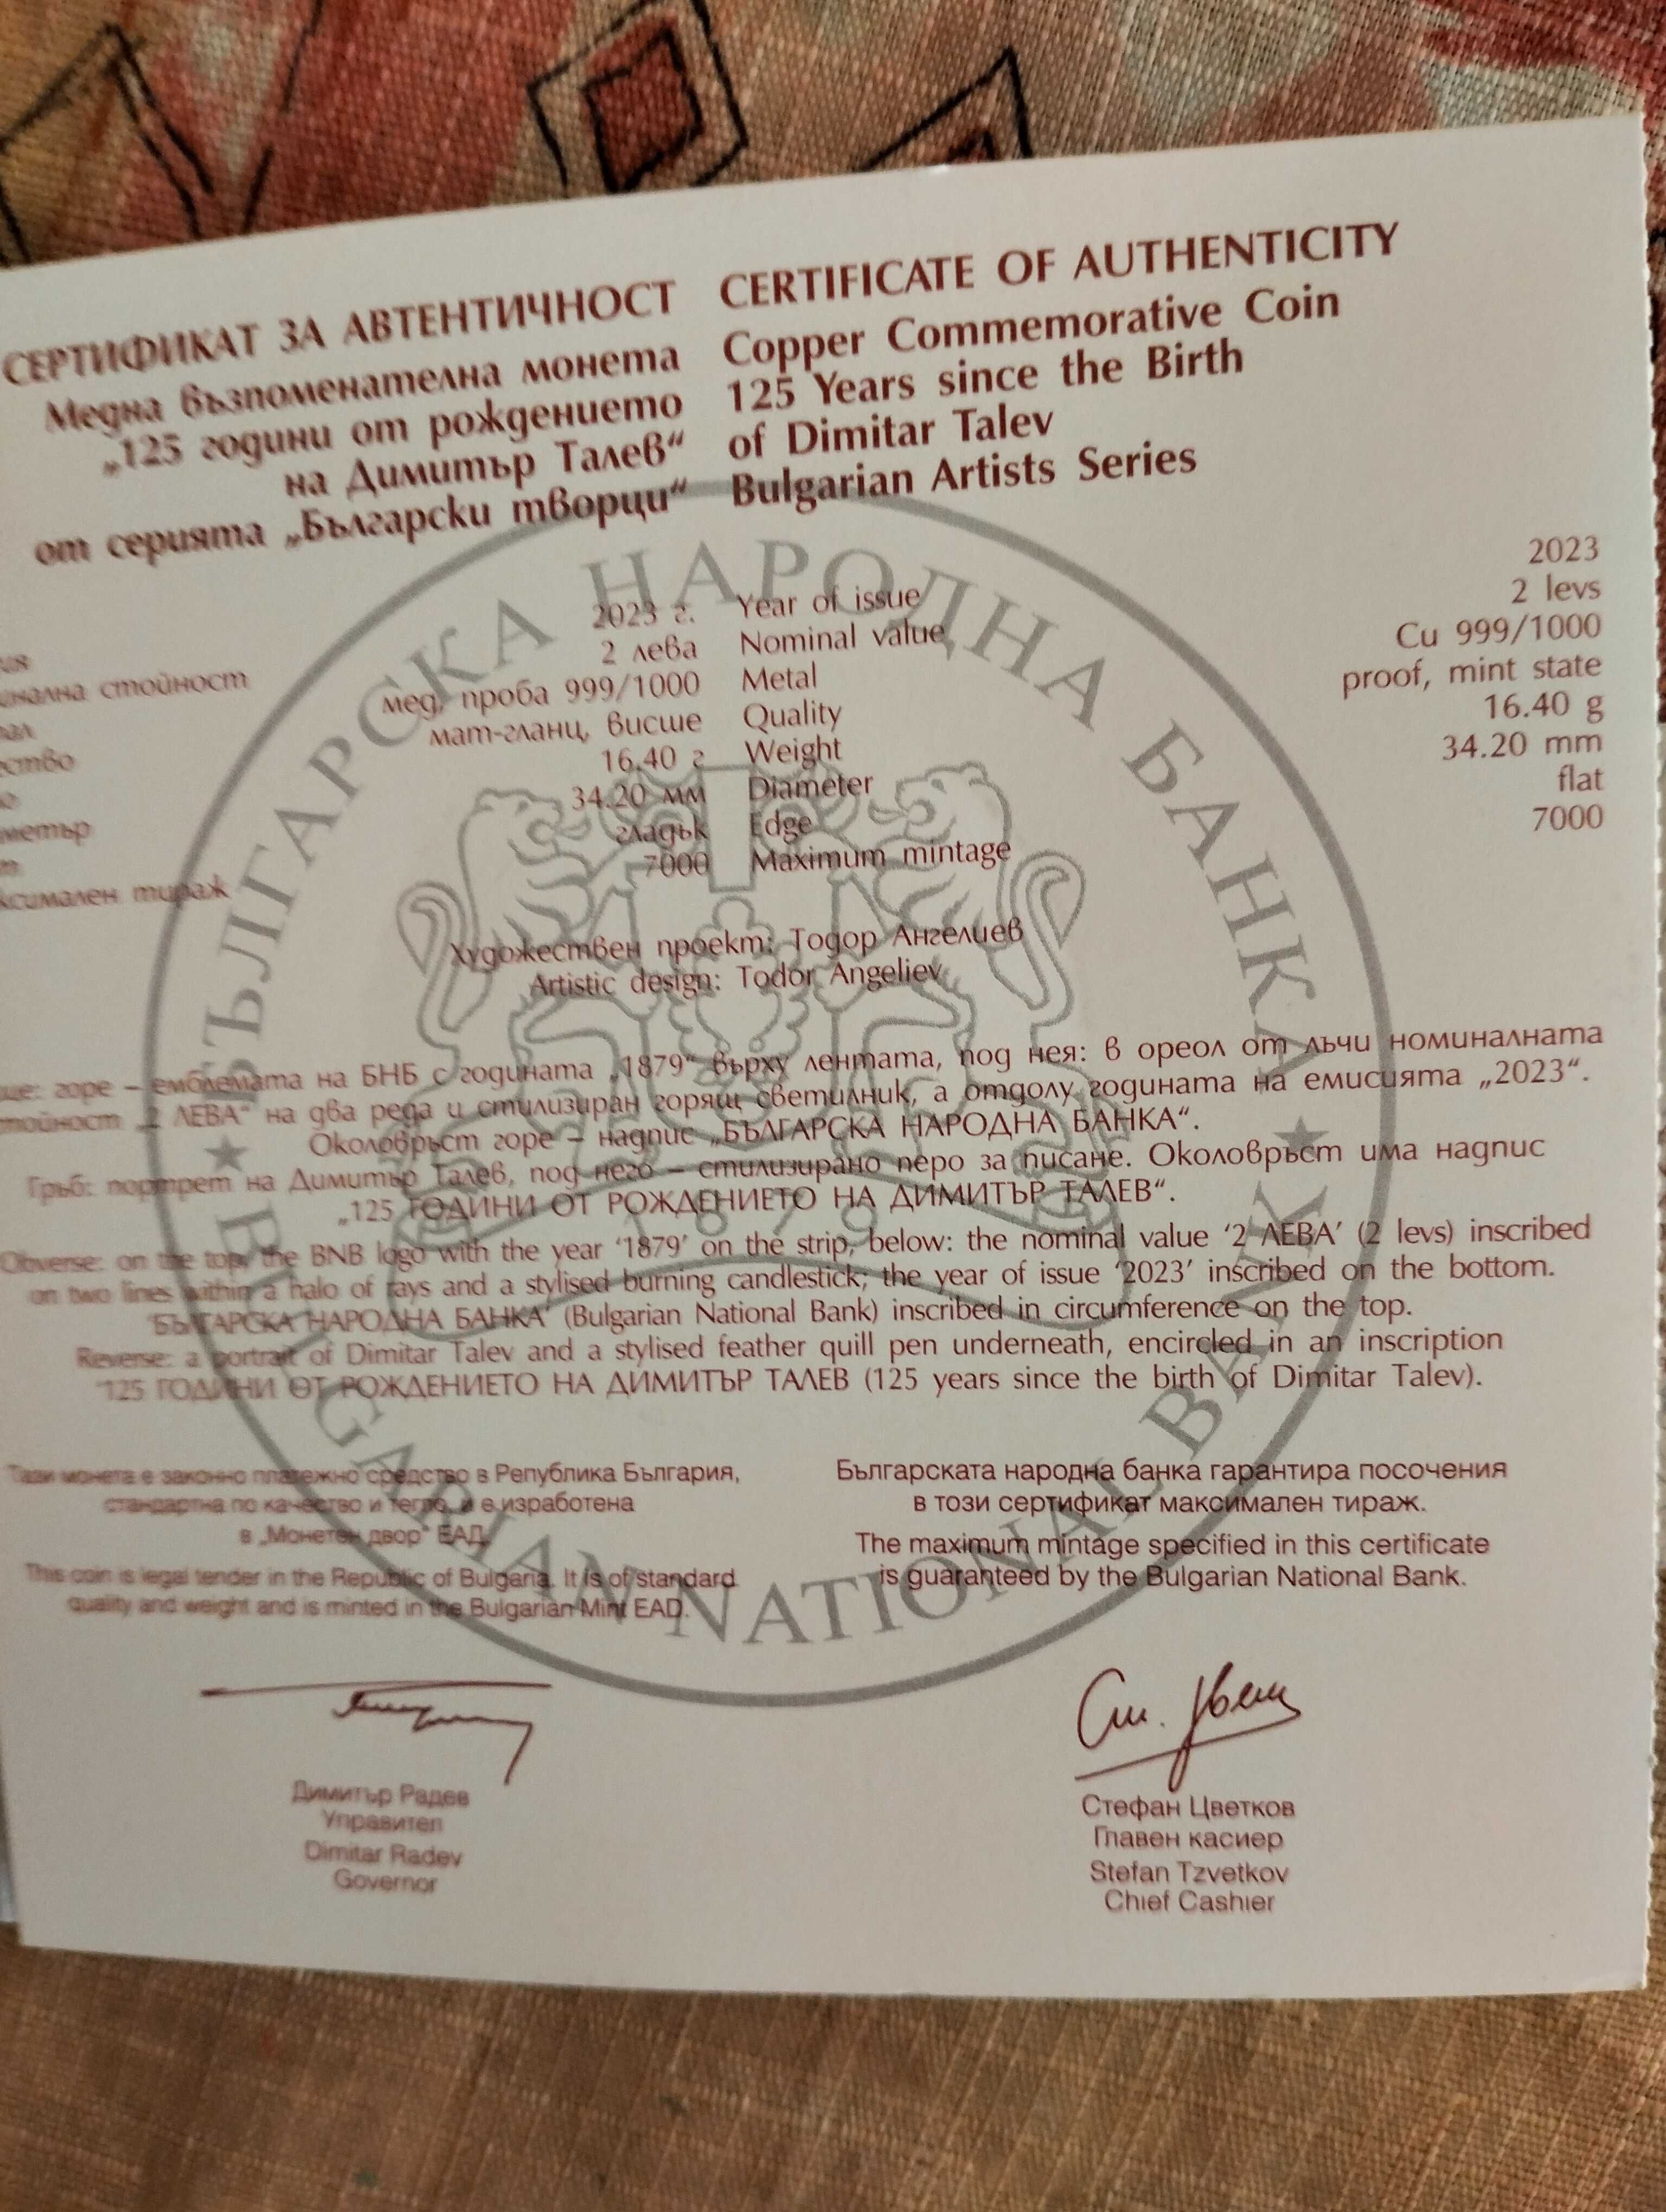 СЕРТИФИКАТ ЗА АВТЕНТИЧНОСТ
Медна възпоменателна монета
„125 години от рождението
на Димитър Талев“
от серията „Български творци“
CERTIFICATE OF AUTHENTICITY
Copper Commemorative Coin
125 Years since the Birth
of Dimitar Talev
Bulgarian Artists Series
2023 г.
стойност 2 лева
мед, проба 999/1000
мат-гланц, висше
16.40 г
34.20 мм
гладък
тираж 7000
Year of issue 2023
Nominal value 2 levs
Metal Cu 999/1000
Quality proof, mint state
Weight 16.40 g
Diameter 34.20 mm
Edge flat
Maximum mintage 7000
Художествен проект: Тодор Ангелиев
Artistic design: Todor Angeliev
горе – емблемата на БНБ с годината „1879“ върху лентата, под нея: в ореол от лъчи номиналната
„2 ЛЕВА“ на два реда и стилизиран горящ светилник, а отдолу годината на емисията „2023“.
Околовръст горе – надпис „БЪЛГАРСКА НАРОДНА БАНКА“.
Гръб: портрет на Димитър Талев, под него – стилизирано перо за писане. Околовръст има надпис
„125 ГОДИНИ ОТ РОЖДЕНИЕТО НА ДИМИТЪР ТАЛЕВ“.
Obverse: on the top, the BNB logo with the year ‘1879’ on the strip, below: the nominal value ‘2 ЛЕВА’ (2 levs) inscribed
on two lines within a halo of rays and a stylised burning candlestick; the year of issue ‘2023’ inscribed on the bottom.
‘БЪЛГАРСКА НАРОДНА БАНКА’ (Bulgarian National Bank) inscribed in circumference on the top.
Reverse: a portrait of Dimitar Talev and a stylised feather quill pen underneath, encircled in an inscription
‘125 ГОДИНИ ОТ РОЖДЕНИЕТО НА ДИМИТЪР ТАЛЕВ (125 years since the birth of Dimitar Talev).
Тази монета е законно платежно средство в Република България,
стандартна по качество и тегло, и е изработена
в „Монетен двор“ ЕАД.
This coin is legal tender in the Republic of Bulgaria. It is of standard
quality and weight and is minted in the Bulgarian Mint EAD.
Българската народна банка гарантира посочения
в този сертификат максимален тираж.
The maximum mintage specified in this certificate
is guaranteed by the Bulgarian National Bank.
Димитър Радев
Управител
Dimitar Radev
Governor
Ст. Цвет
Стефан Цветков
Главен касиер
Stefan Tzvetkov
Chief Cashier
БЪЛГАРСКА НАРОДНА БАНКА
BULGARIAN NATIONAL BANK
1879